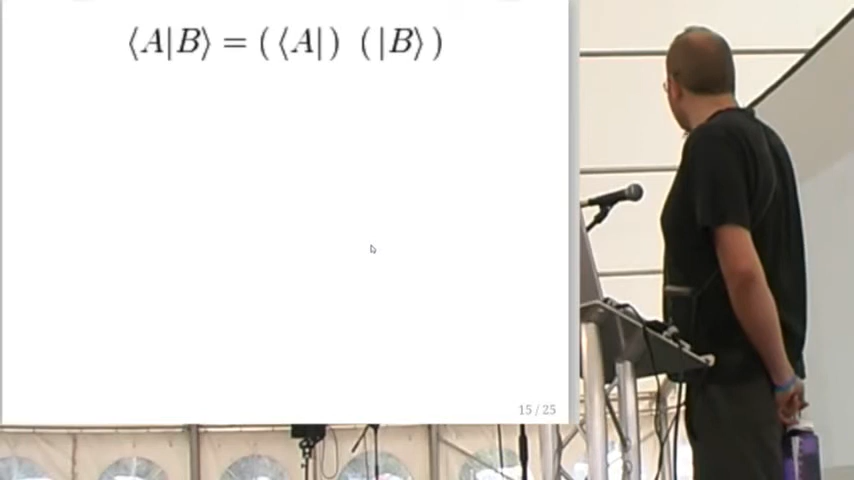 ⟨A|B⟩ = ( ⟨A| ) ( |B⟩ )
15 / 25